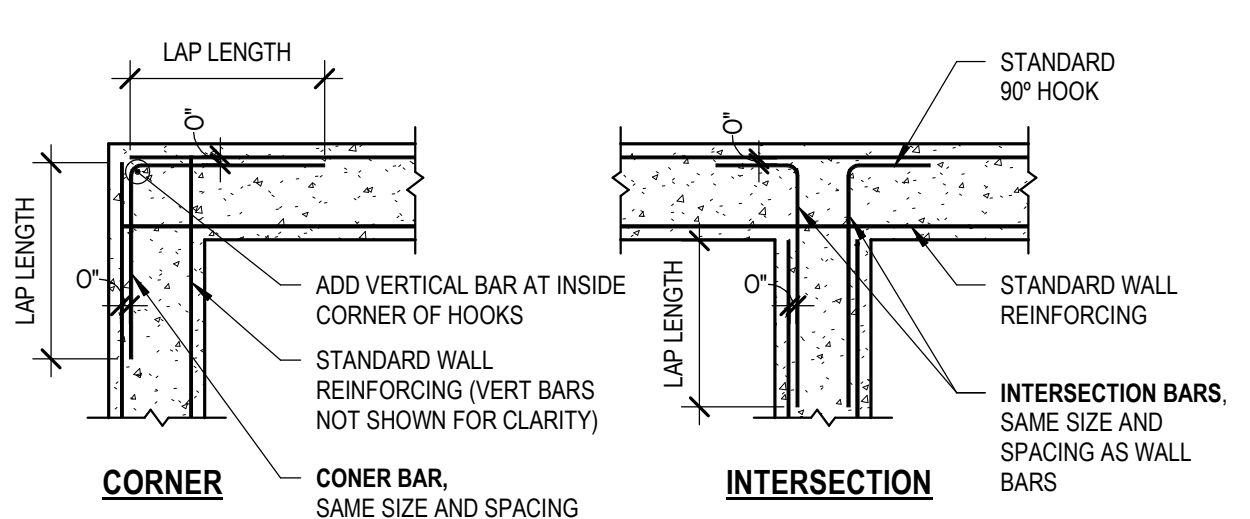 LAP LENGTH
O"
LAP LENGTH
O"
ADD VERTICAL BAR AT INSIDE
CORNER OF HOOKS
STANDARD WALL
REINFORCING (VERT BARS
NOT SHOWN FOR CLARITY)
CONER BAR,
SAME SIZE AND SPACING
CORNER
STANDARD
90º HOOK
O"
LAP LENGTH
O"
STANDARD WALL
REINFORCING
INTERSECTION BARS,
SAME SIZE AND
SPACING AS WALL
BARS
INTERSECTION